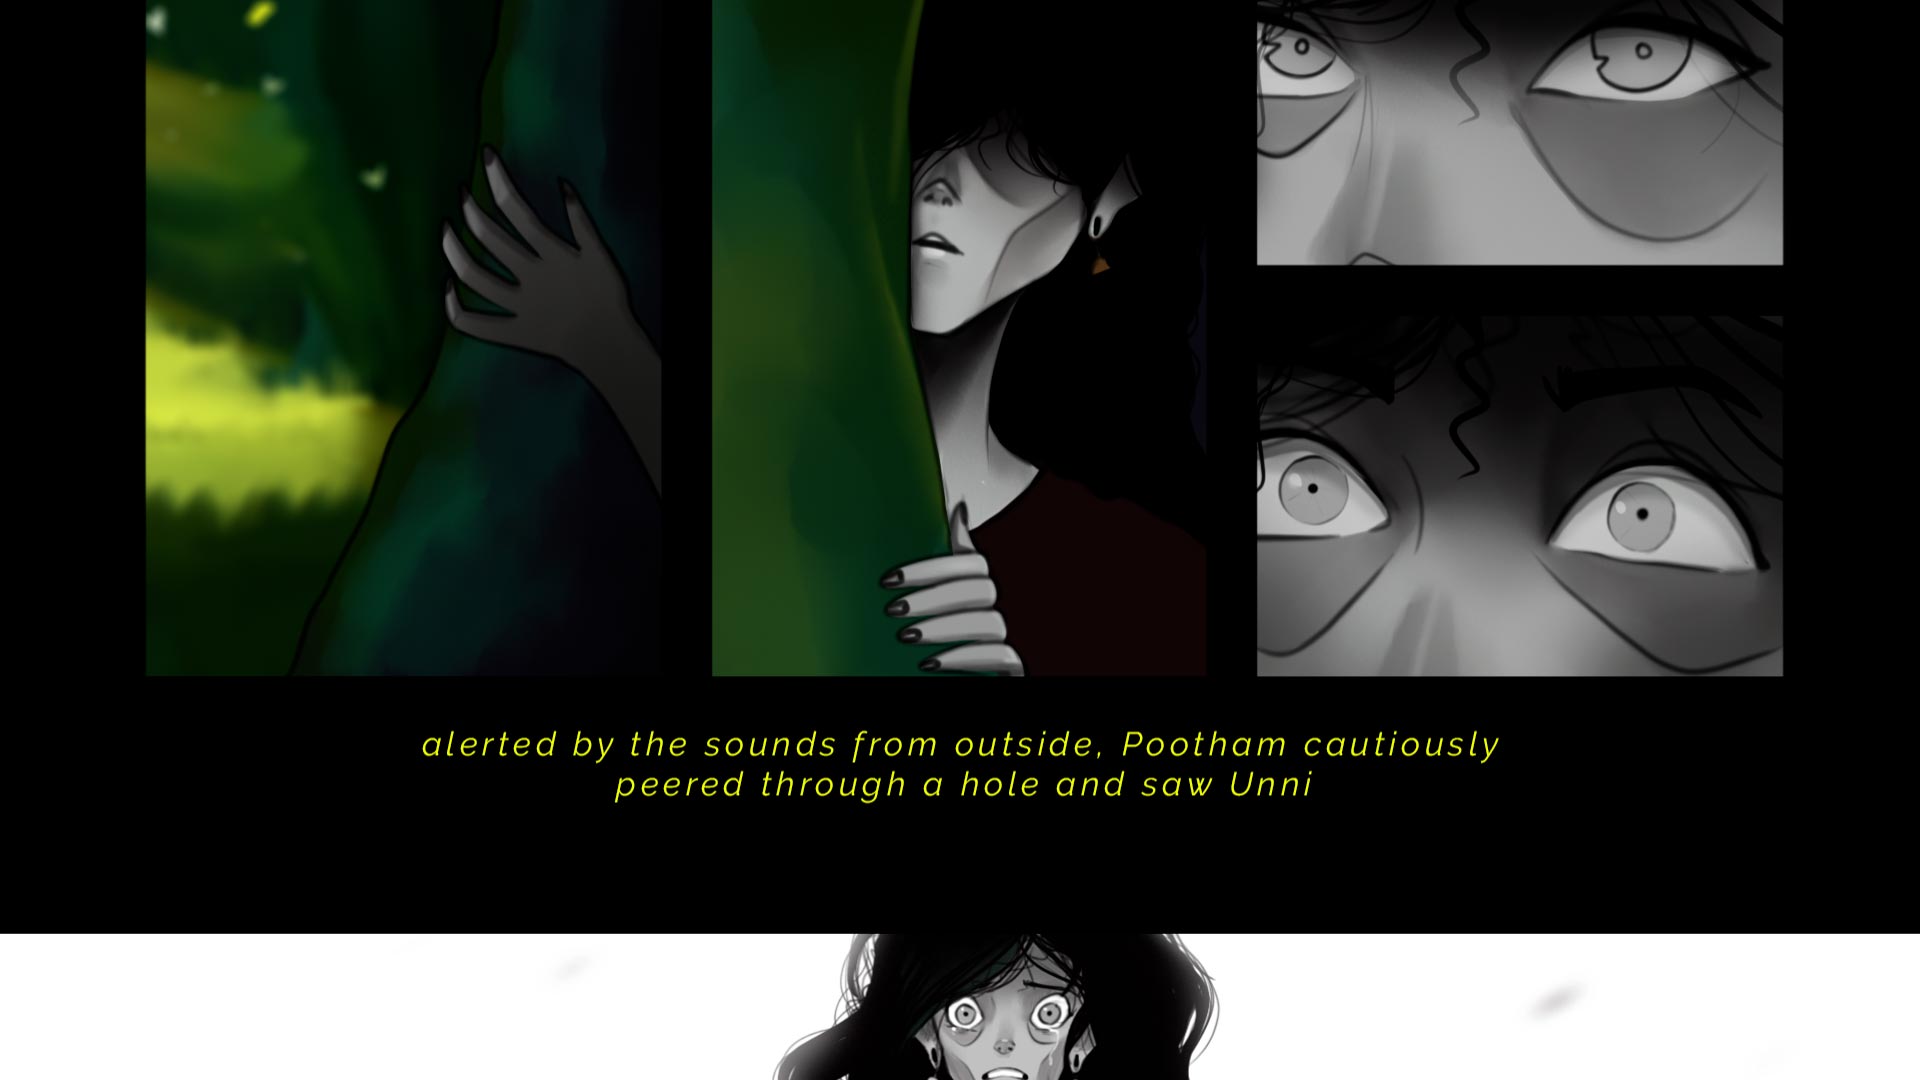 alerted by the sounds from outside, Pootham cautiously
peered through a hole and saw Unni